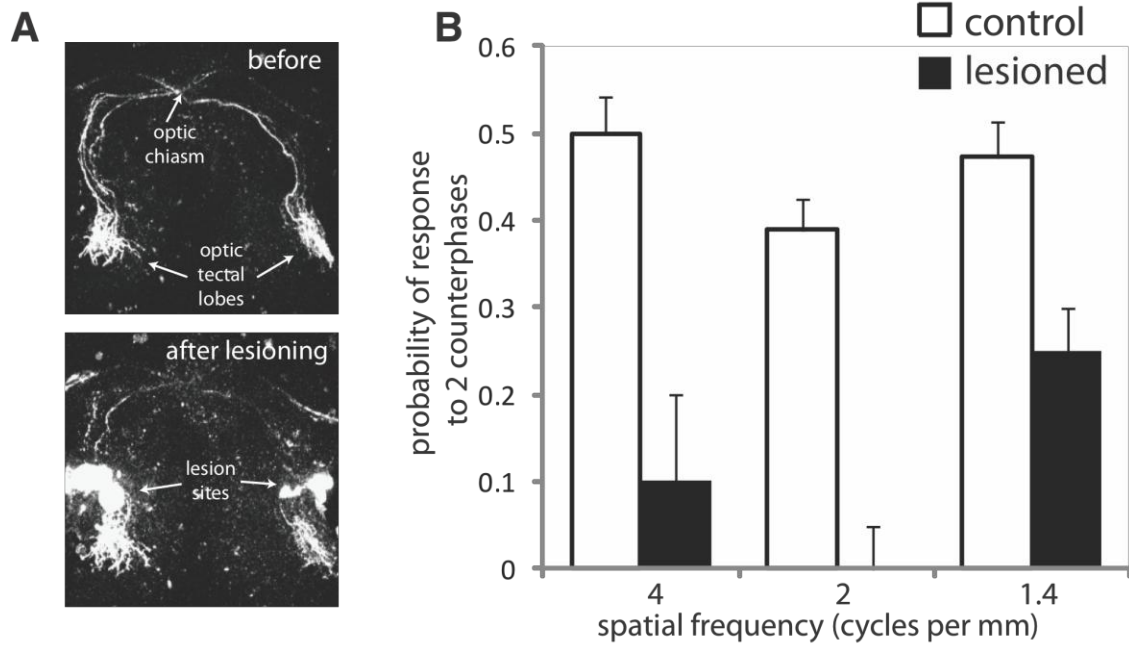 A
before
optic
chiasm
optic
tectal
lobes
after lesioning
lesion
sites
B
control
lesioned
probability of response
to 2 counterphases
0.6
0.5
0.4
0.3
0.2
0.1
0
4 2 1.4
spatial frequency (cycles per mm)